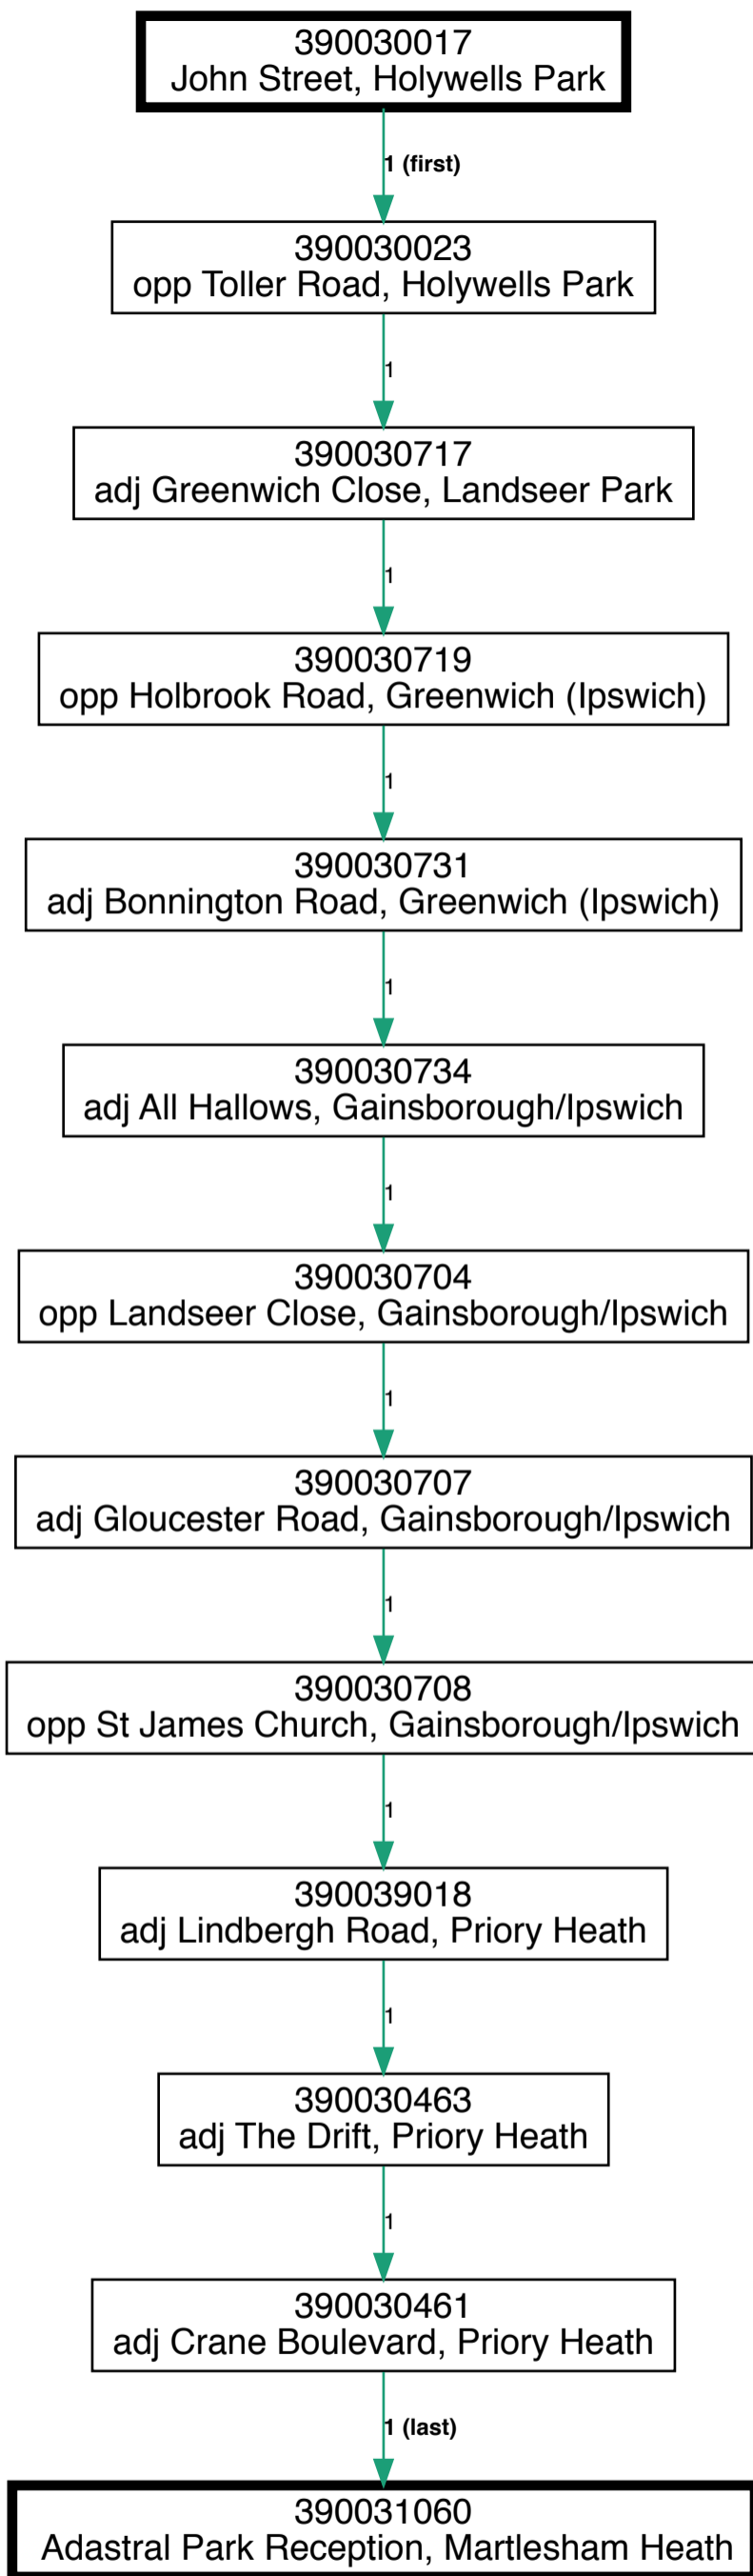 390030017
John Street, Holywells Park
1 (first)
390030023
opp Toller Road, Holywells Park
1
390030717
adj Greenwich Close, Landseer Park
1
390030719
opp Holbrook Road, Greenwich (Ipswich)
1
390030731
adj Bonnington Road, Greenwich (Ipswich)
1
390030734
adj All Hallows, Gainsborough/Ipswich
1
390030704
opp Landseer Close, Gainsborough/Ipswich
1
390030707
adj Gloucester Road, Gainsborough/Ipswich
1
390030708
opp St James Church, Gainsborough/Ipswich
1
390039018
adj Lindbergh Road, Priory Heath
1
390030463
adj The Drift, Priory Heath
1
390030461
adj Crane Boulevard, Priory Heath
1 (last)
390031060
Adastral Park Reception, Martlesham Heath